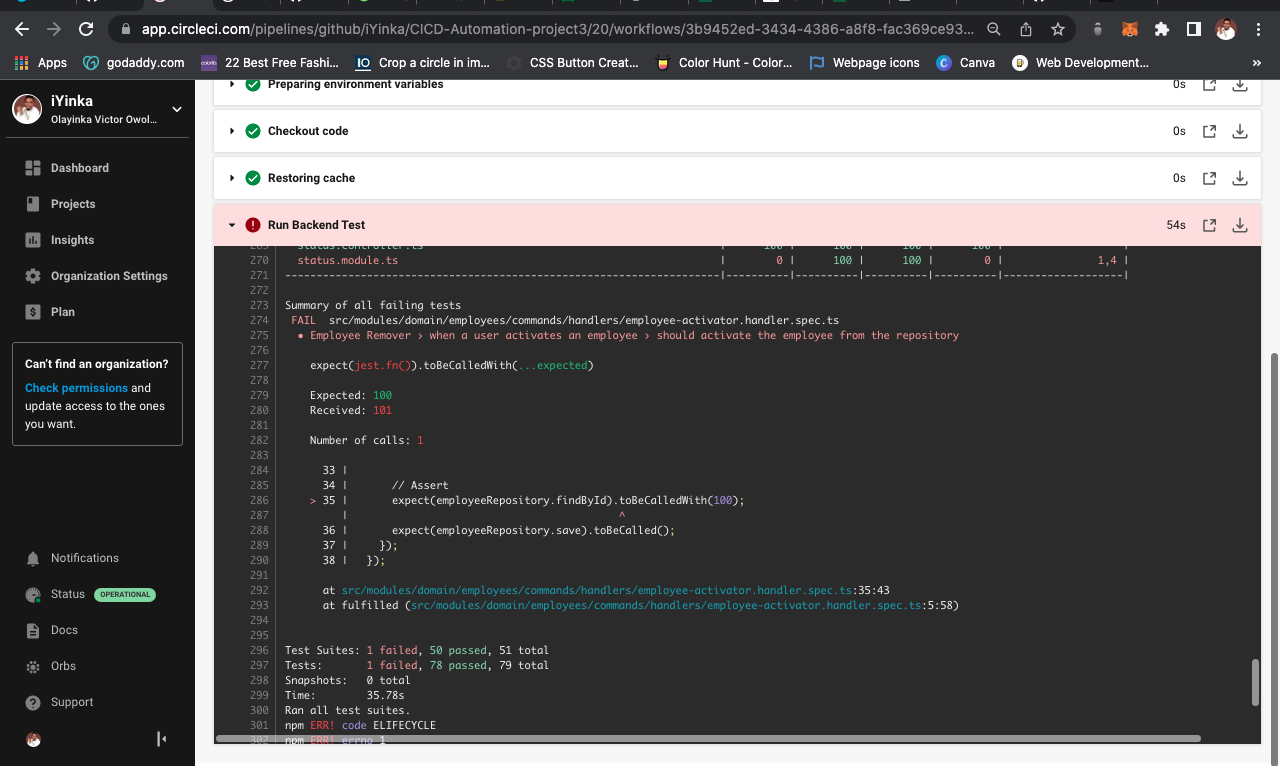 app.circleci.com/pipelines/github/iYinka/CICD-Automation-project3/20/workflows/3b9452ed-3434-4386-a8f8-fac369ce93...
Apps
godaddy.com
22 Best Free Fashi...
Crop a circle in im...
CSS Button Creat...
Color Hunt - Color...
Webpage icons
Canva
Web Development...
»
iYinka
Olayinka Victor Owol...
Dashboard
Projects
Insights
Organization Settings
Plan
Can't find an organization?
Check permissions and
update access to the ones
you want.
Notifications
Status OPERATIONAL
Docs
Orbs
Support
Preparing environment variables 0s
Checkout code 0s
Restoring cache 0s
Run Backend Test 54s
269 status.controller.ts | 100 | 100 | 100 | 100 | |
270 status.module.ts | 0 | 100 | 100 | 0 | 1,4 |
271 ----------------------------------------------------------------------|----------|----------|----------|----------|-------------------|
272
273 Summary of all failing tests
274 FAIL src/modules/domain/employees/commands/handlers/employee-activator.handler.spec.ts
275 ● Employee Remover › when a user activates an employee › should activate the employee from the repository
276
277 expect(jest.fn()).toBeCalledWith(...expected)
278
279 Expected: 100
280 Received: 101
281
282 Number of calls: 1
283
284 33 |
285 34 | // Assert
286 > 35 | expect(employeeRepository.findById).toBeCalledWith(100);
287 | ^
288 36 | expect(employeeRepository.save).toBeCalled();
289 37 | });
290 38 | });
291
292 at src/modules/domain/employees/commands/handlers/employee-activator.handler.spec.ts:35:43
293 at fulfilled (src/modules/domain/employees/commands/handlers/employee-activator.handler.spec.ts:5:58)
294
295
296 Test Suites: 1 failed, 50 passed, 51 total
297 Tests: 1 failed, 78 passed, 79 total
298 Snapshots: 0 total
299 Time: 35.78s
300 Ran all test suites.
301 npm ERR! code ELIFECYCLE
302 npm ERR! errno 1